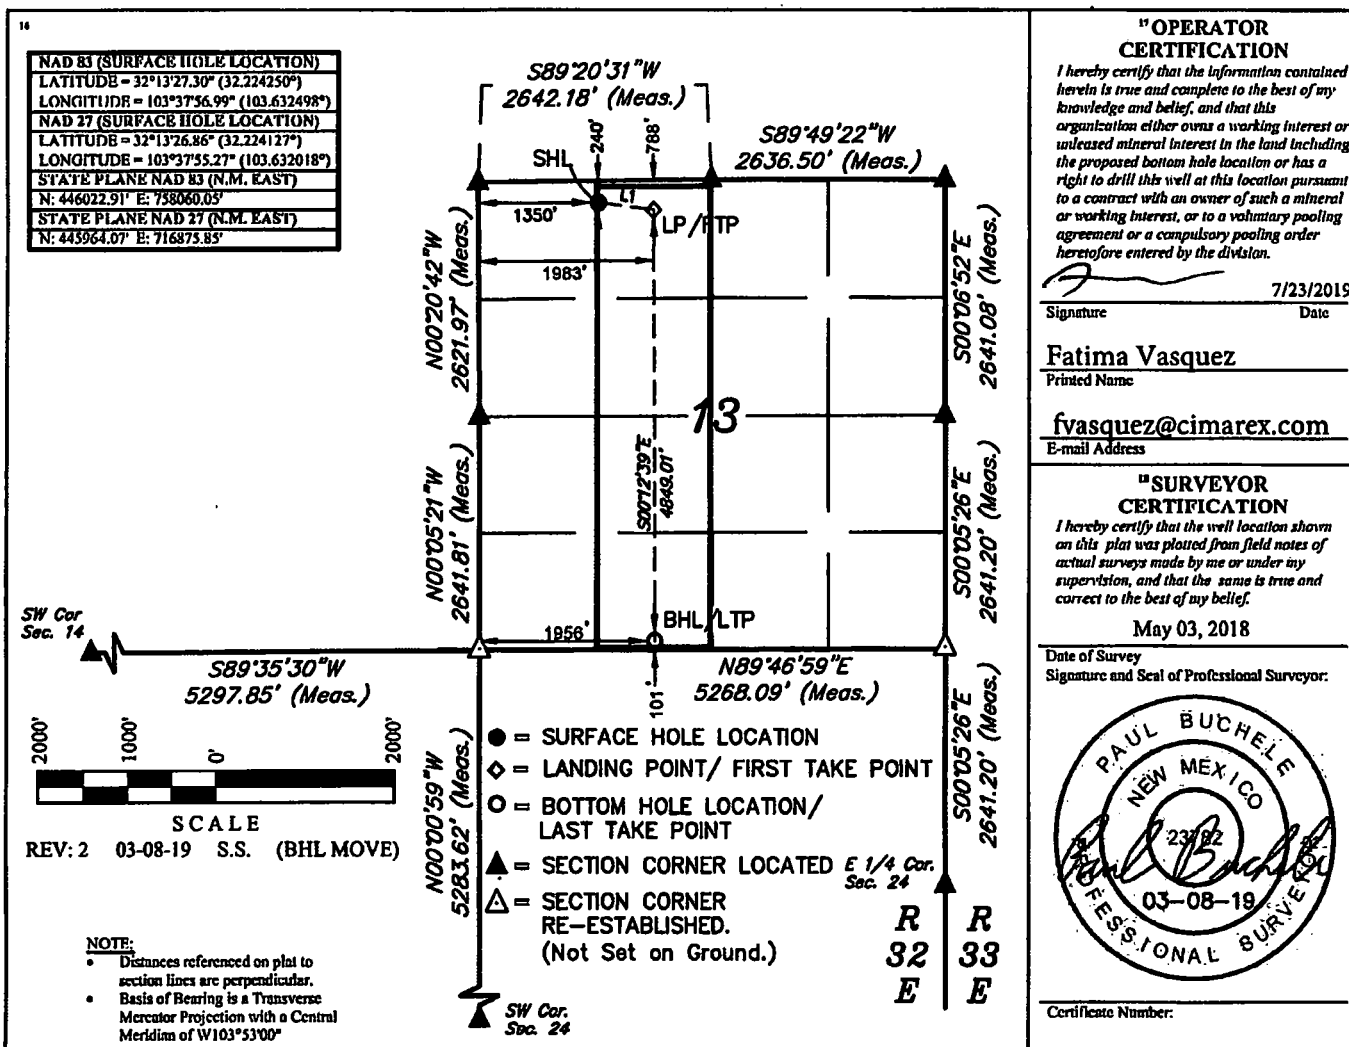 16
NAD 83 (SURFACE HOLE LOCATION)
LATITUDE = 32°13'27.30" (32.224250°)
LONGITUDE = 103°37'56.99" (103.632498°)
NAD 27 (SURFACE HOLE LOCATION)
LATITUDE = 32°13'26.86" (32.224127°)
LONGITUDE = 103°37'55.27" (103.632018°)
STATE PLANE NAD 83 (N.M. EAST)
N: 446022.91' E: 758060.05'
STATE PLANE NAD 27 (N.M. EAST)
N: 445964.07' E: 716875.85'
S89°20'31"W
2642.18' (Meas.)
S89°49'22"W
2636.50' (Meas.)
240'
788'
SHL
L1
LP/FTP
1350'
1983'
N00°20'42"W
2621.97' (Meas.)
S00°06'52"E
2641.08' (Meas.)
13
S00°12'39"E
4849.01'
N00°05'21"W
2641.81' (Meas.)
S00°05'26"E
2641.20' (Meas.)
BHL/LTP
1956'
101'
SW Cor
Sec. 14
S89°35'30"W
5297.85' (Meas.)
N89°46'59"E
5268.09' (Meas.)
N00°00'59"W
5283.62' (Meas.)
S00°05'26"E
2641.20' (Meas.)
2000'
1000'
0'
2000'
SCALE
REV: 2 03-08-19 S.S. (BHL MOVE)
= SURFACE HOLE LOCATION
= LANDING POINT/ FIRST TAKE POINT
= BOTTOM HOLE LOCATION/
LAST TAKE POINT
= SECTION CORNER LOCATED
= SECTION CORNER
RE-ESTABLISHED.
(Not Set on Ground.)
E 1/4 Cor.
Sec. 24
R R
32 33
E E
SW Cor.
Sec. 24
NOTE:
• Distances referenced on plat to
section lines are perpendicular.
• Basis of Bearing is a Transverse
Mercator Projection with a Central
Meridian of W103°53'00"
17 OPERATOR
CERTIFICATION
I hereby certify that the information contained
herein is true and complete to the best of my
knowledge and belief, and that this
organization either owns a working interest or
unleased mineral interest in the land including
the proposed bottom hole location or has a
right to drill this well at this location pursuant
to a contract with an owner of such a mineral
or working interest, or to a voluntary pooling
agreement or a compulsory pooling order
heretofore entered by the division.
7/23/2019
Signature Date
Fatima Vasquez
Printed Name
fvasquez@cimarex.com
E-mail Address
18 SURVEYOR
CERTIFICATION
I hereby certify that the well location shown
on this plat was plotted from field notes of
actual surveys made by me or under my
supervision, and that the same is true and
correct to the best of my belief.
May 03, 2018
Date of Survey
Signature and Seal of Professional Surveyor:
PAUL BUCHELE
NEW MEXICO
23782
Paul Buchele
03-08-19
PROFESSIONAL SURVEYOR
Certificate Number: